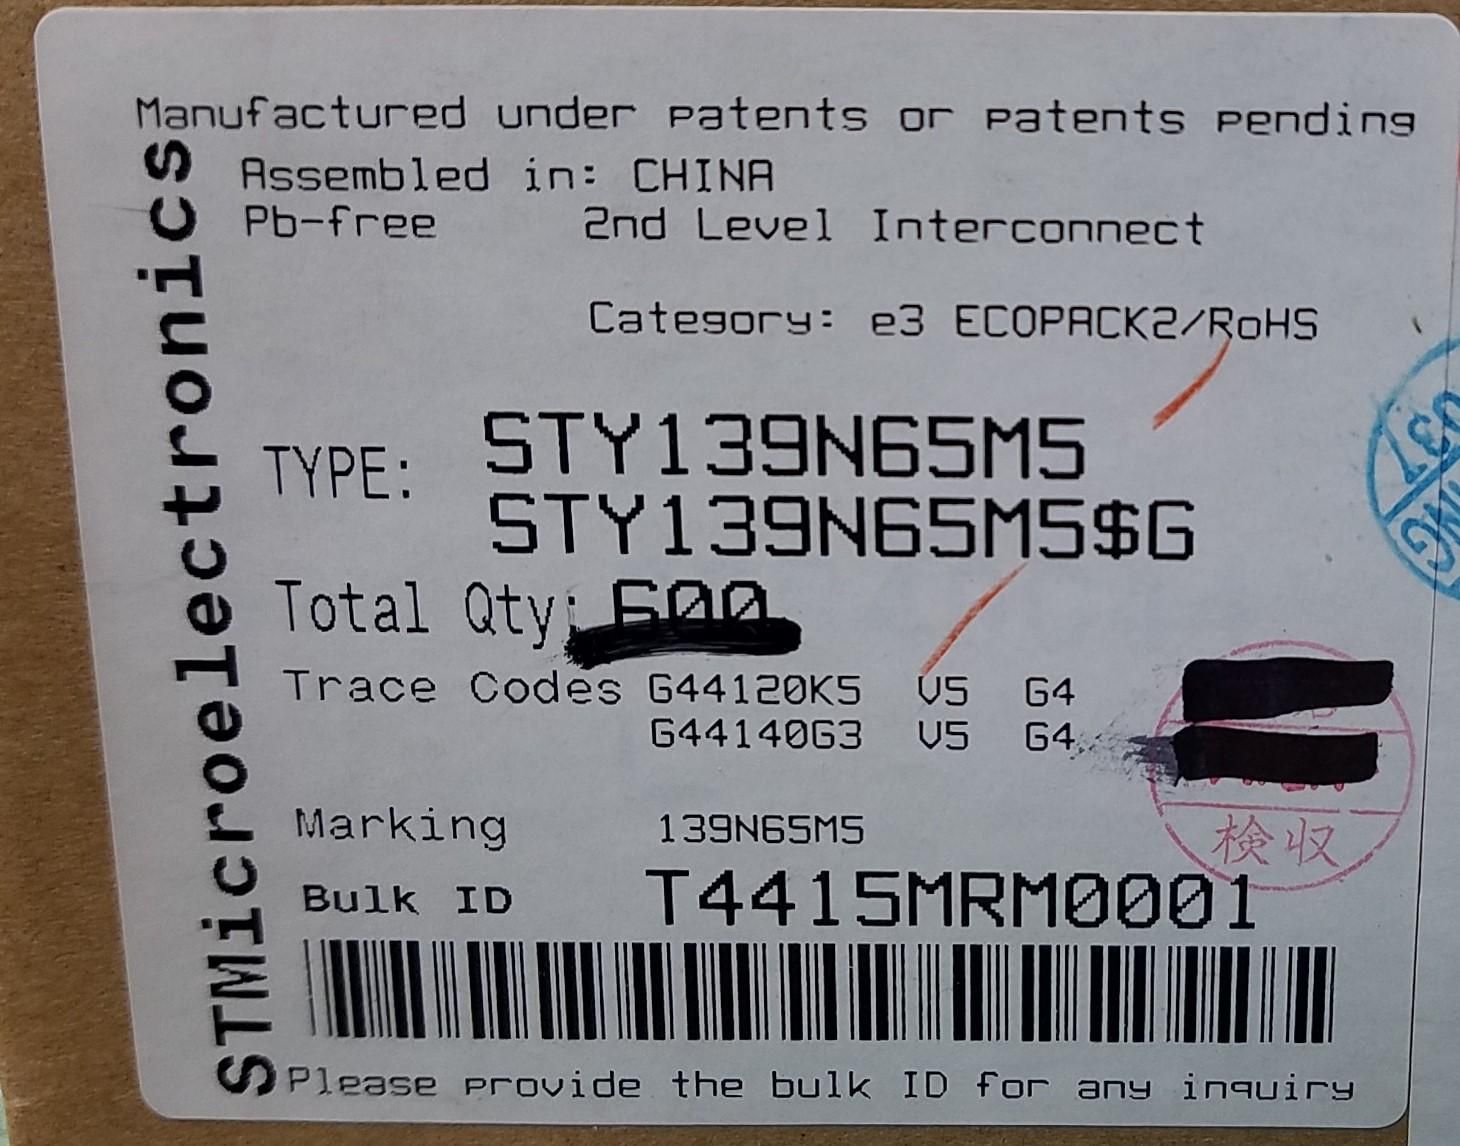 Manufactured under patents or patents pending
Assembled in: CHINA
Pb-free 2nd Level Interconnect
Category: e3 ECOPACK2/RoHS
TYPE: STY139N65M5
STY139N65M5$G
Total Qty: 600
Trace Codes G44120K5 V5 G4
G44140G3 V5 G4
Marking 139N65M5
Bulk ID T4415MRM0001
Please provide the bulk ID for any inquiry
STMicroelectronics
検収
037